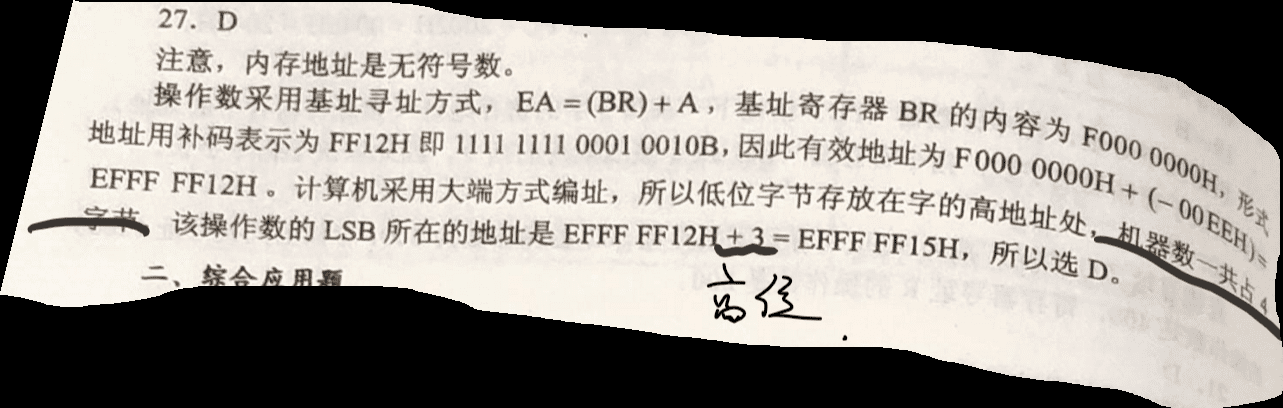 27. D
注意，内存地址是无符号数。
操作数采用基址寻址方式，EA = (BR) + A，基址寄存器 BR 的内容为 F000 0000H，形式
地址用补码表示为 FF12H 即 1111 1111 0001 0010B，因此有效地址为 F000 0000H + (− 00EEH) =
EFFF FF12H。计算机采用大端方式编址，所以低位字节存放在字的高地址处，机器数一共占 4
字节，该操作数的 LSB 所在的地址是 EFFF FF12H + 3 = EFFF FF15H，所以选 D。
二、综合应用题
高位